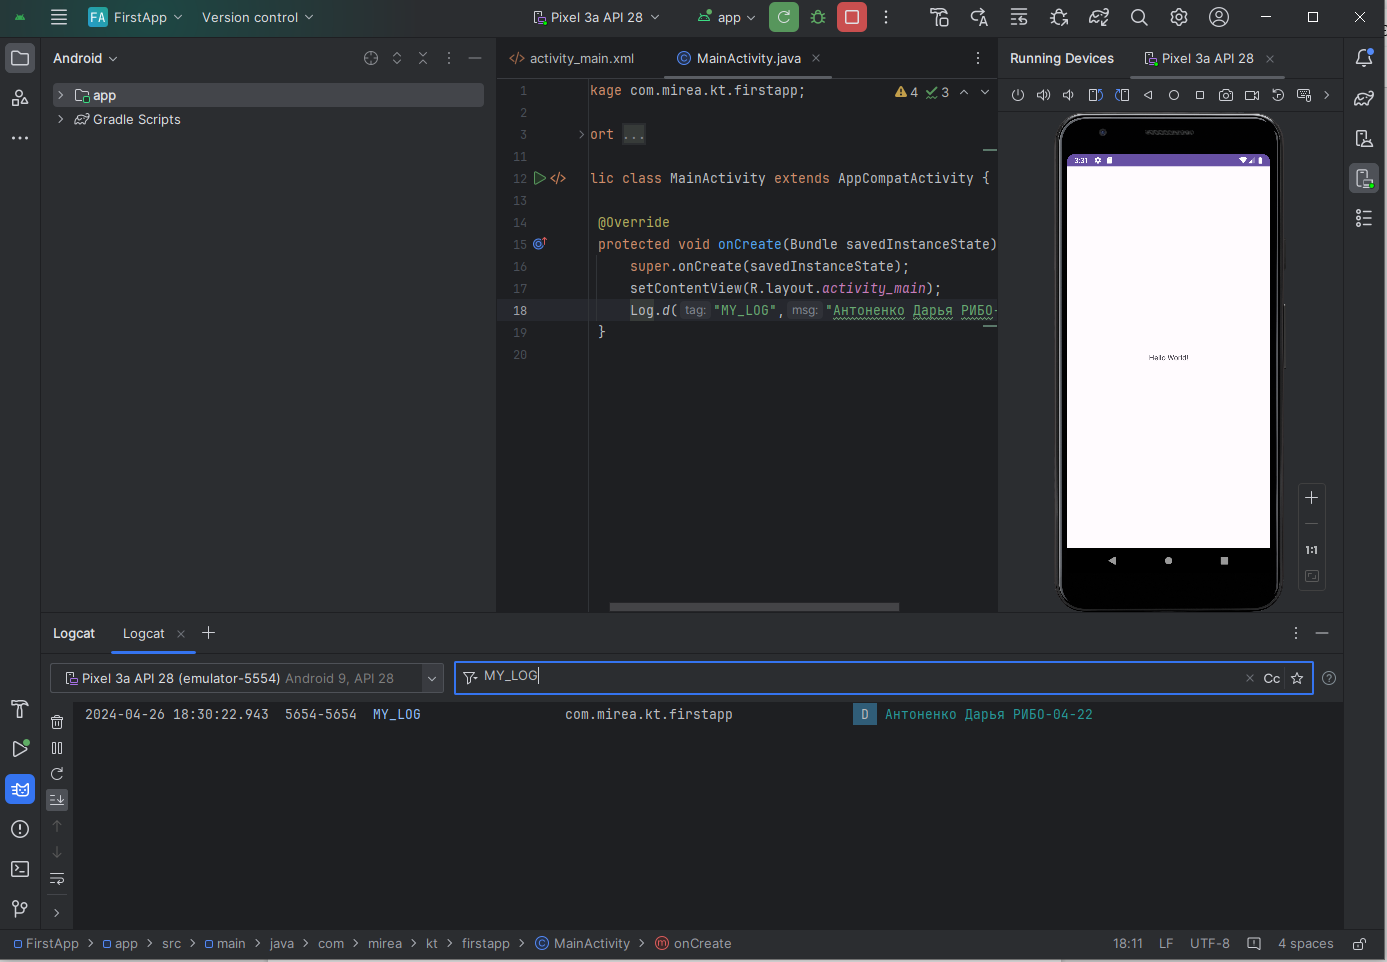 FA FirstApp Version control Pixel 3a API 28 app
Android
activity_main.xml MainActivity.java
Running Devices Pixel 3a API 28
app
Gradle Scripts
1 kage com.mirea.kt.firstapp; 4 3
2
3 ort ...
11
12 lic class MainActivity extends AppCompatActivity {
13
14 @Override
15 protected void onCreate(Bundle savedInstanceState)
16 super.onCreate(savedInstanceState);
17 setContentView(R.layout.activity_main);
18 Log.d( tag: "MY_LOG", msg: "Антоненко Дарья РИБО-
19 }
20
3:31
Hello World!
1:1
Logcat Logcat
Pixel 3a API 28 (emulator-5554) Android 9, API 28 MY_LOG Cc
2024-04-26 18:30:22.943 5654-5654 MY_LOG com.mirea.kt.firstapp D Антоненко Дарья РИБО-04-22
FirstApp > app > src > main > java > com > mirea > kt > firstapp > MainActivity > onCreate 18:11 LF UTF-8 4 spaces